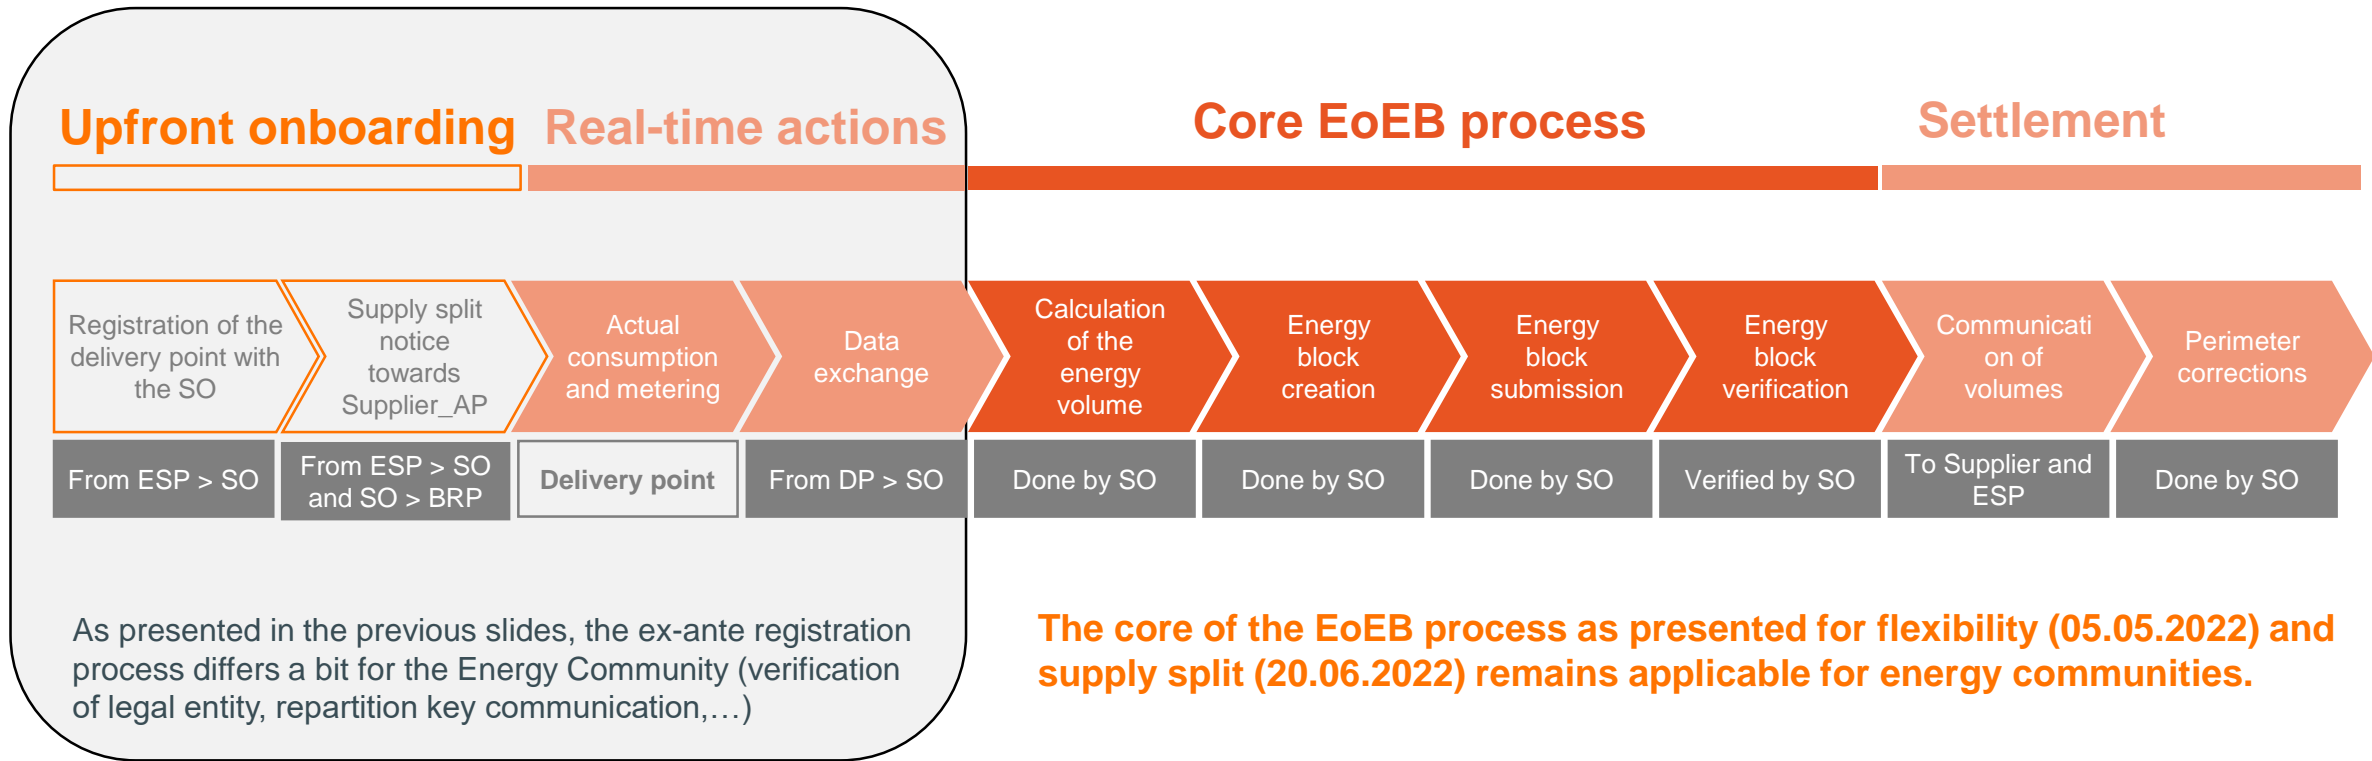 Upfront onboarding
Real-time actions
Core EoEB process
Settlement
Registration of the
delivery point with
the SO
Supply split
notice
towards
Supplier_AP
Actual
consumption
and metering
Data
exchange
Calculation
of the
energy
volume
Energy
block
creation
Energy
block
submission
Energy
block
verification
Communicati
on of
volumes
Perimeter
corrections
From ESP > SO
From ESP > SO
and SO > BRP
Delivery point
From DP > SO
Done by SO
Done by SO
Done by SO
Verified by SO
To Supplier and
ESP
Done by SO
As presented in the previous slides, the ex-ante registration
process differs a bit for the Energy Community (verification
of legal entity, repartition key communication,…)
The core of the EoEB process as presented for flexibility (05.05.2022) and
supply split (20.06.2022) remains applicable for energy communities.